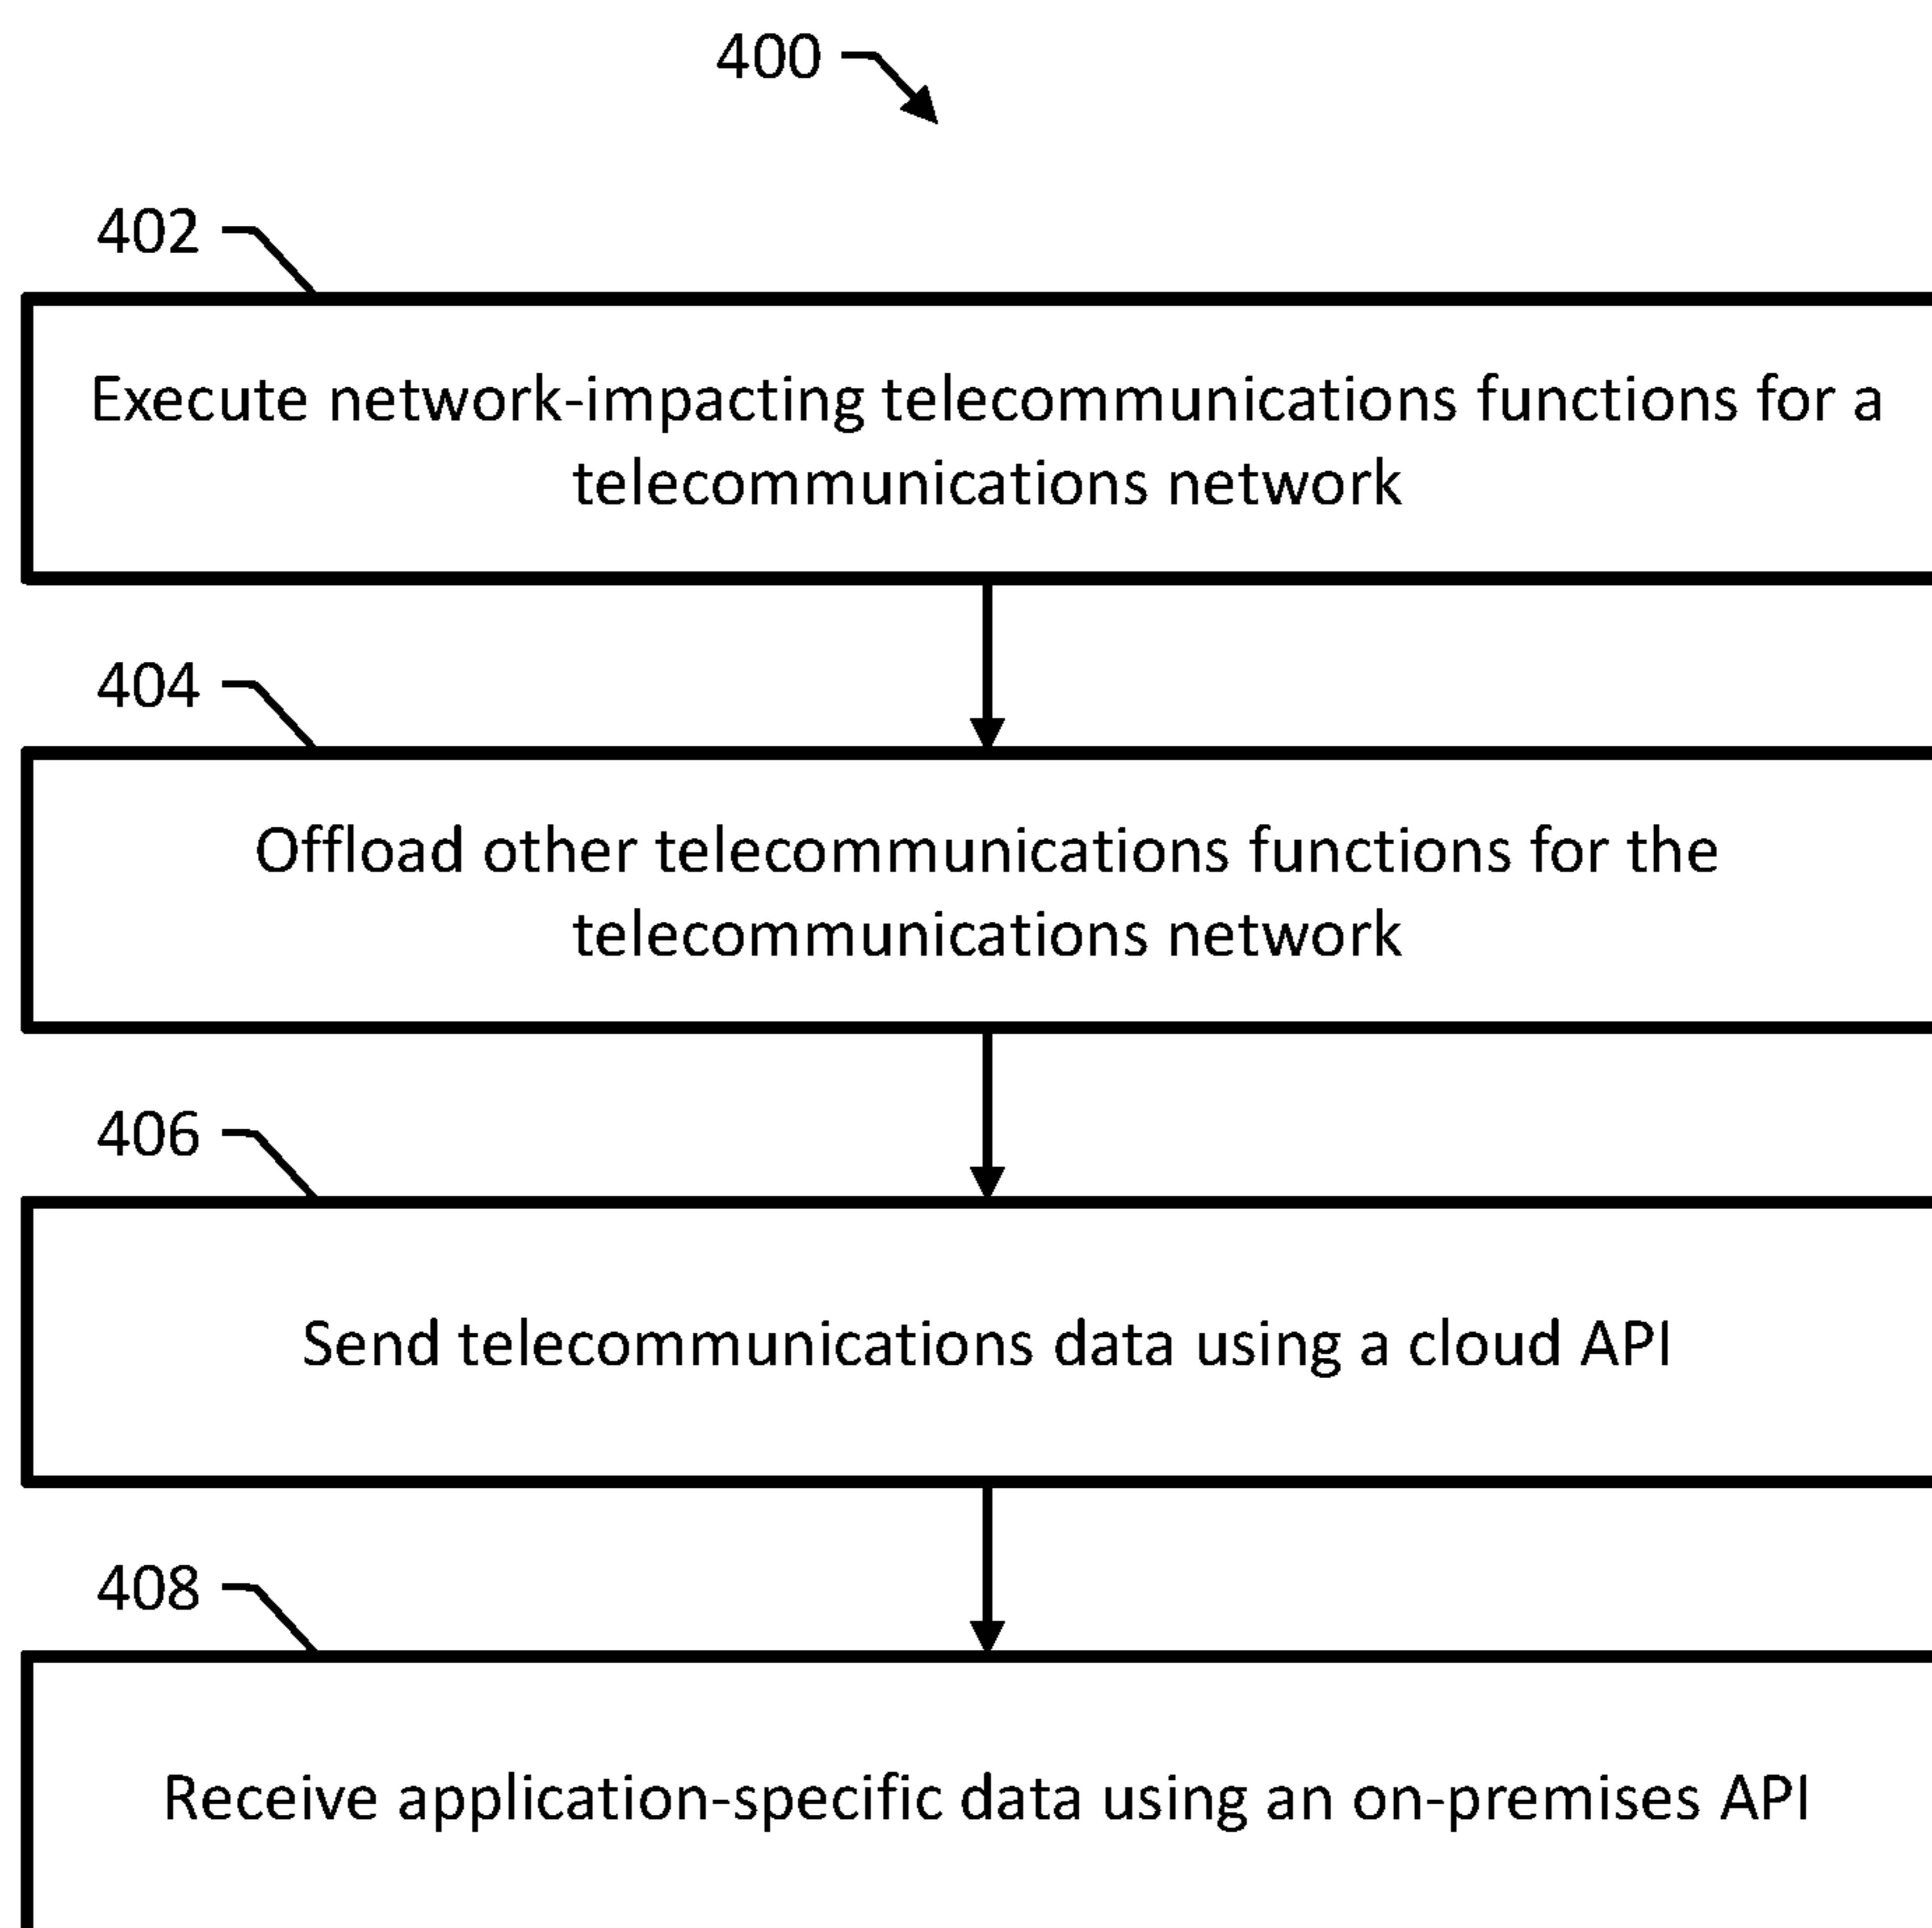 400
402
Execute network-impacting telecommunications functions for a
telecommunications network
404
Offload other telecommunications functions for the
telecommunications network
406
Send telecommunications data using a cloud API
408
Receive application-specific data using an on-premises API